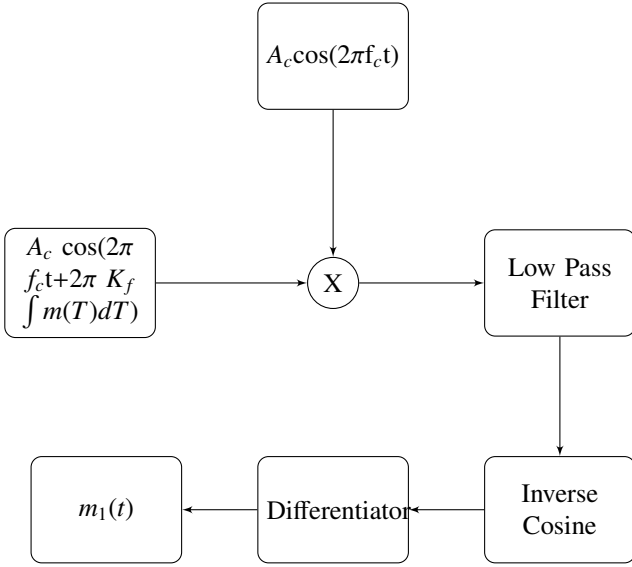 A_c cos(2πf_c t)
A_c cos(2π
f_c t+2π K_f
∫ m(T)dT)
X
Low Pass
Filter
m_1(t)
Differentiator
Inverse
Cosine